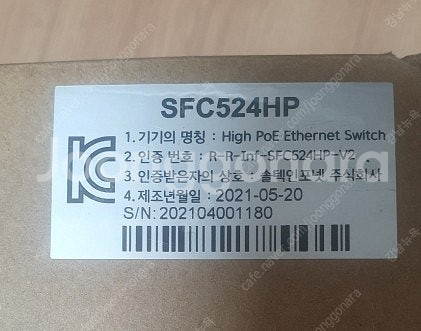 SFC524HP
1. 기기의 명칭 : High PoE Ethernet Switch
2. 인증 번호 : R-R-Inf-SFC524HP-V2
3. 인증받은자의 상호 : 솔텍인포넷 주식회사
4. 제조년월일 : 2021-05-20
S/N: 202104001180
Joonggonara